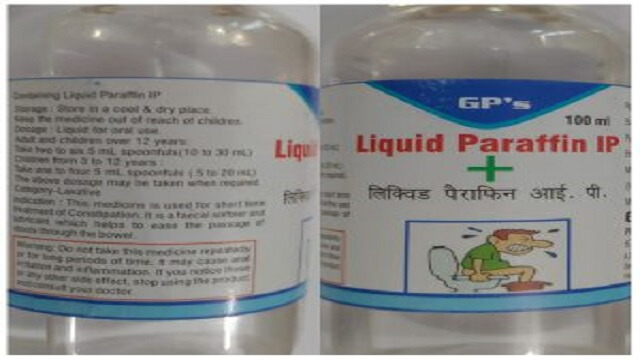 Containing Liquid Paraffin IP
Storage : Store in a cool & dry place.
Keep the medicine out of reach of children.
Dosage : Liquid for oral use.
Adult and children over 12 years:
Take two to six 5 mL spoonfuls (10 to 30 mL)
Children from 3 to 12 years :
Take one to four 5 mL spoonfuls ( 5 to 20 mL)
The above dosage may be taken when required.
Category-Laxative
Indication : This medicine is used for short term
treatment of Constipation. It is a faecal softener and
lubricant which helps to ease the passage of
stools through the bowel.
Warning: Do not take this medicine repeatedly
or for long periods of time. It may cause anal
irritation and inflammation. If you notice these
or any other side effect, stop using the product
and consult your doctor.
Liqui
GP's
100 ml
Liquid Paraffin IP
लिक्विड पैराफिन आई. पी.